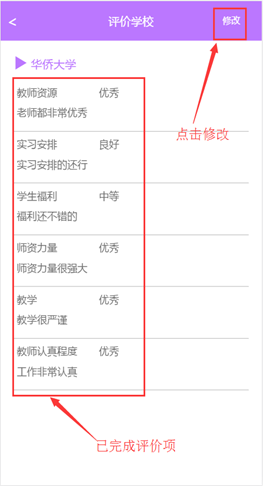 < 评价学校 修改
华侨大学
教师资源 优秀
老师都非常优秀
点击修改
实习安排 良好
实习安排的还行
学生福利 中等
福利还不错的
师资力量 优秀
师资力量很强大
教学 优秀
教学很严谨
教师认真程度 优秀
工作非常认真
已完成评价项